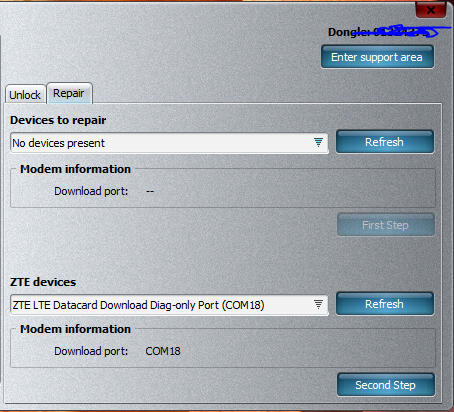 x
Dongle:
Enter support area
Unlock
Repair
Devices to repair
No devices present
Refresh
Modem information
Download port: --
First Step
ZTE devices
ZTE LTE Datacard Download Diag-only Port (COM18)
Refresh
Modem information
Download port: COM18
Second Step